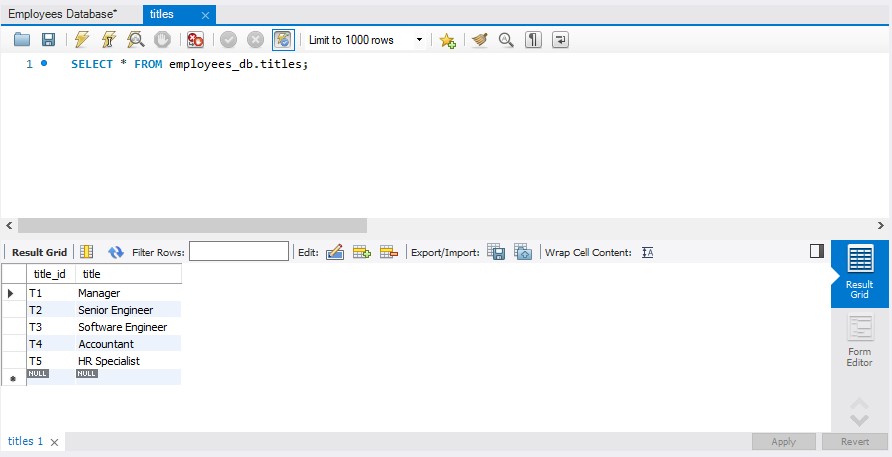 Employees Database* titles
Limit to 1000 rows
1 SELECT * FROM employees_db.titles;
Result Grid Filter Rows: Edit: Export/Import: Wrap Cell Content: IA
title_id title
T1 Manager
T2 Senior Engineer
T3 Software Engineer
T4 Accountant
T5 HR Specialist
NULL NULL
Result
Grid
Form
Editor
titles 1 Apply Revert